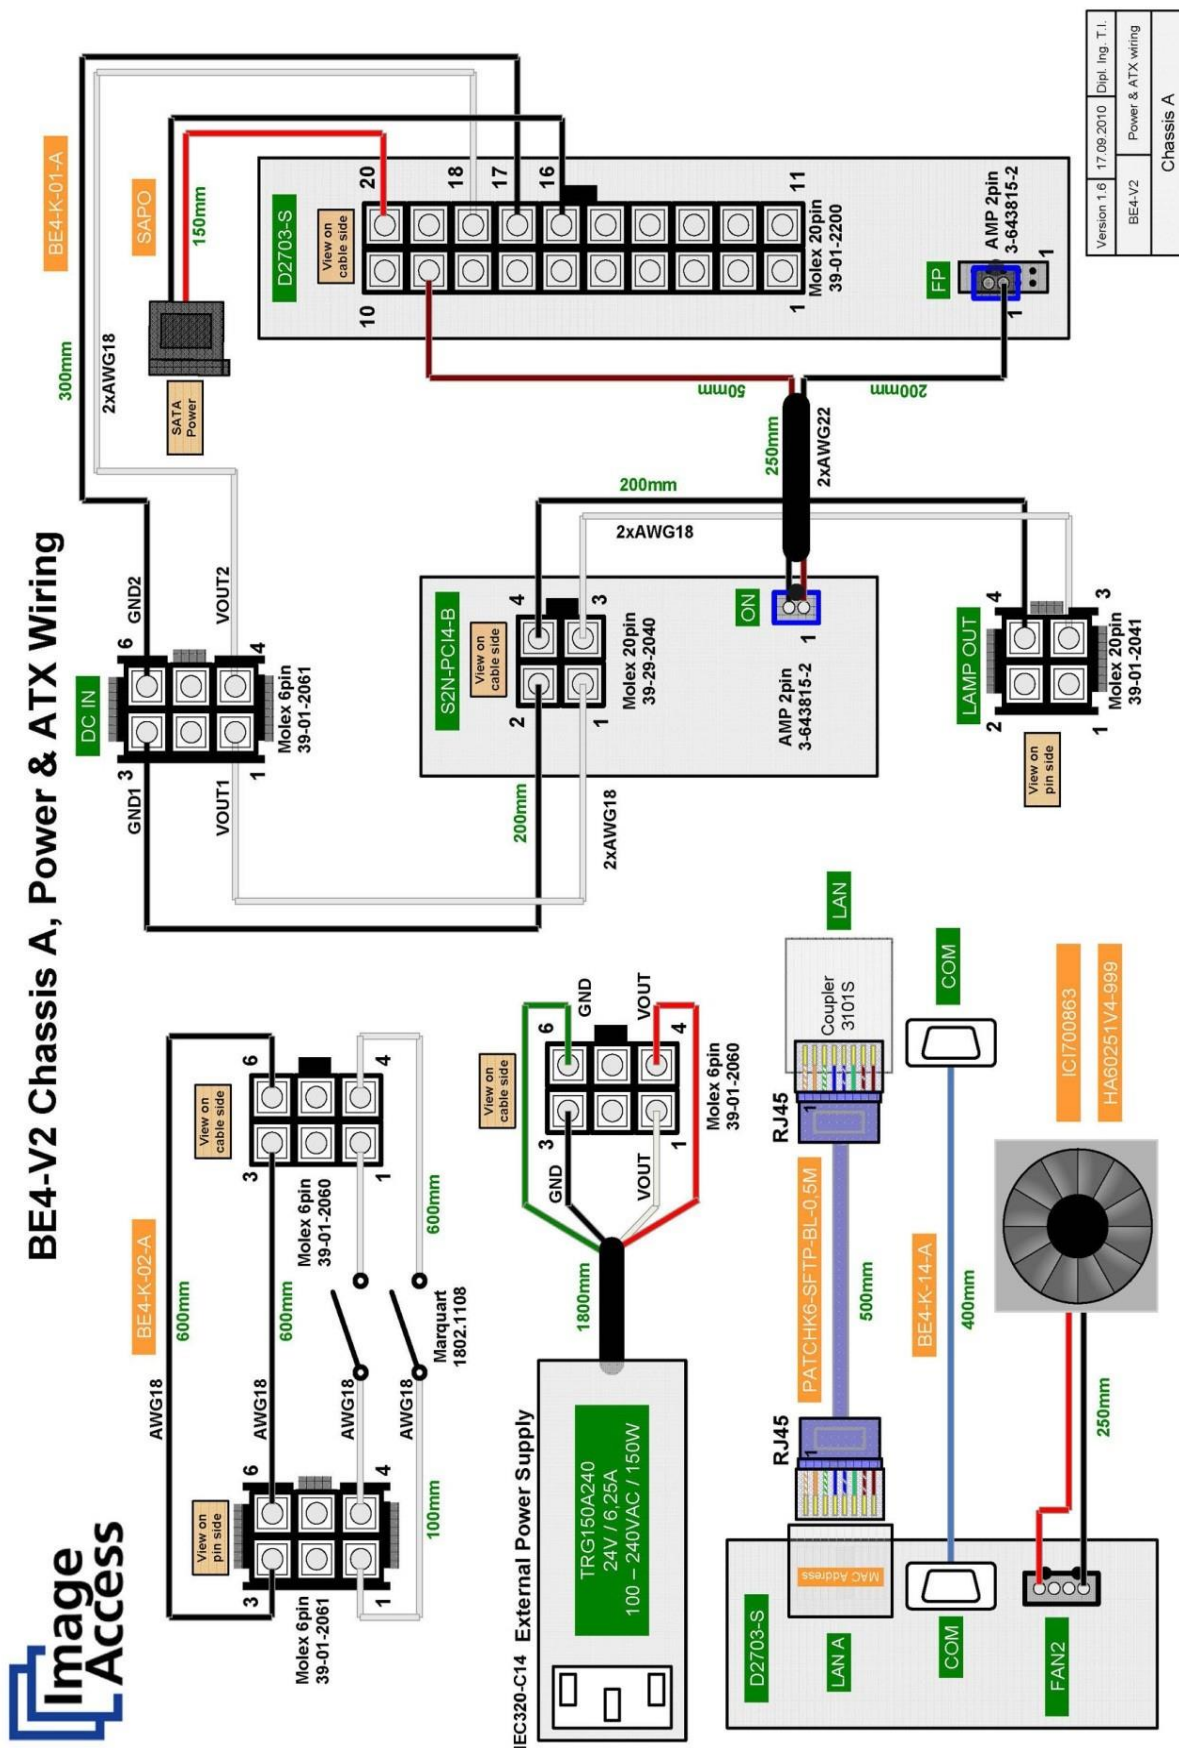 Image
Access
BE4-V2 Chassis A, Power & ATX Wiring
BE4-K-02-A
600mm
AWG18
600mm
AWG18
View on
pin side
6
3
4
1
Molex 6pin
39-01-2061
AWG18
AWG18
100mm
Marquart
1802.1108
600mm
View on
cable side
6
3
4
1
Molex 6pin
39-01-2060
DC IN
3
6
GND1
GND2
VOUT1
VOUT2
1
4
Molex 6pin
39-01-2061
BE4-K-01-A
300mm
2xAWG18
SAPO
150mm
SATA
Power
D2703-S
View on
cable side
20
18
17
16
11
10
1
Molex 20pin
39-01-2200
FP
AMP 2pin
3-643815-2
1
1
50mm
200mm
250mm
2xAWG22
200mm
2xAWG18
S2N-PCI4-B
View on
cable side
2
4
1
3
Molex 20pin
39-29-2040
200mm
2xAWG18
ON
1
AMP 2pin
3-643815-2
LAMP OUT
4
3
2
1
Molex 20pin
39-01-2041
View on
pin side
IEC320-C14 External Power Supply
TRG150A240
24V / 6,25A
100 – 240VAC / 150W
1800mm
View on
cable side
6
3
4
1
GND
GND
VOUT
VOUT
Molex 6pin
39-01-2060
D2703-S
LAN A
MAC Address
RJ45
1
PATCHK6-SFTP-BL-0,5M
500mm
RJ45
1
Coupler
3101S
LAN
COM
BE4-K-14-A
400mm
COM
FAN2
250mm
ICI700863
HA60251V4-999
Version 1.6
17.09.2010
Dipl. Ing. T.I.
BE4-V2
Power & ATX wiring
Chassis A